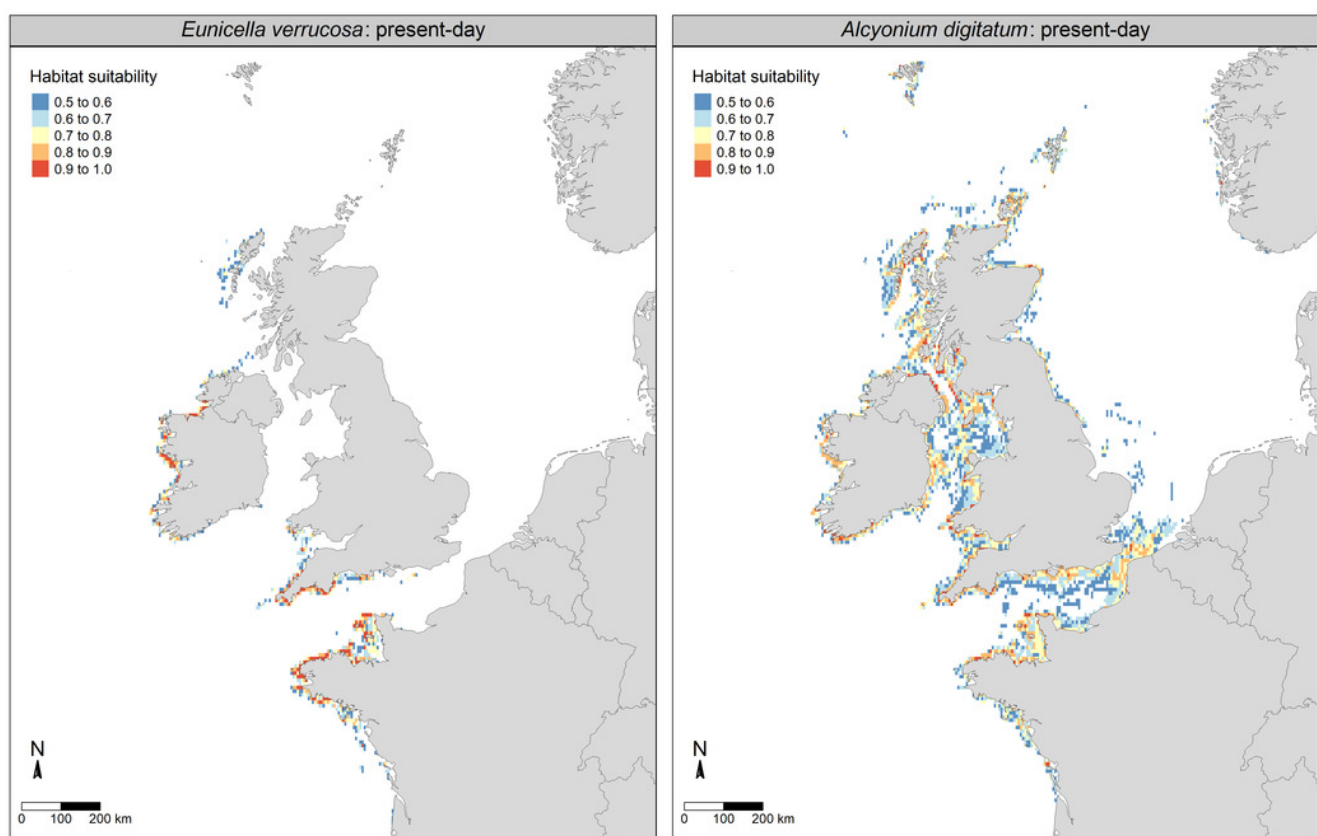 Eunicella verrucosa: present-day
Habitat suitability
0.5 to 0.6
0.6 to 0.7
0.7 to 0.8
0.8 to 0.9
0.9 to 1.0
N
0 100 200 km
Alcyonium digitatum: present-day
Habitat suitability
0.5 to 0.6
0.6 to 0.7
0.7 to 0.8
0.8 to 0.9
0.9 to 1.0
N
0 100 200 km